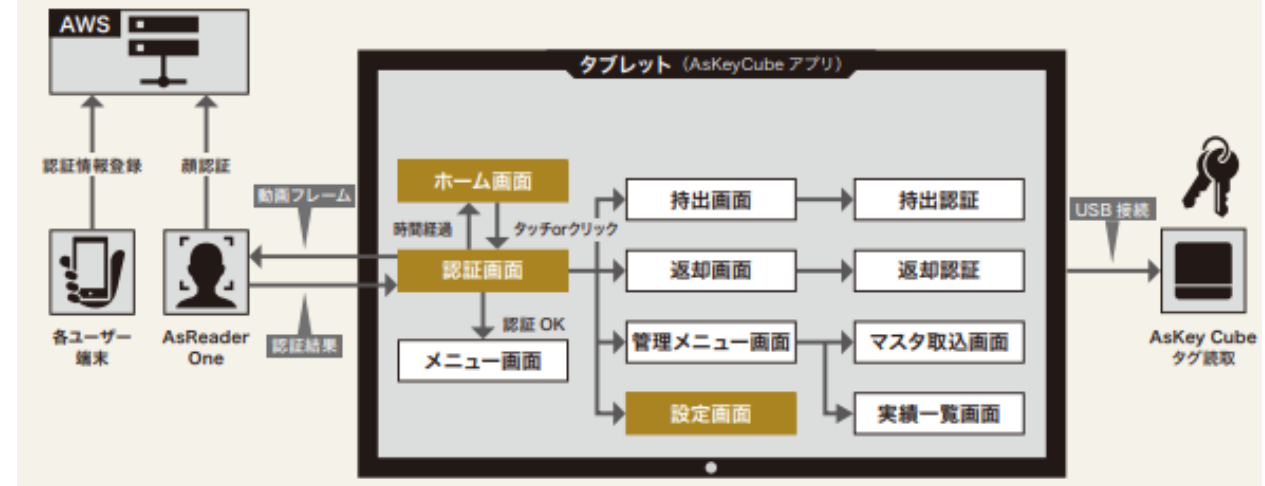 AWS
タブレット（AsKeyCube アプリ）
認証情報登録
顔認証
動画フレーム
ホーム画面
時間経過
タッチorクリック
認証画面
認証 OK
メニュー画面
認証結果
各ユーザー
端末
AsReader
One
持出画面
持出認証
返却画面
返却認証
管理メニュー画面
マスタ取込画面
設定画面
実績一覧画面
USB 接続
AsKey Cube
タグ読取